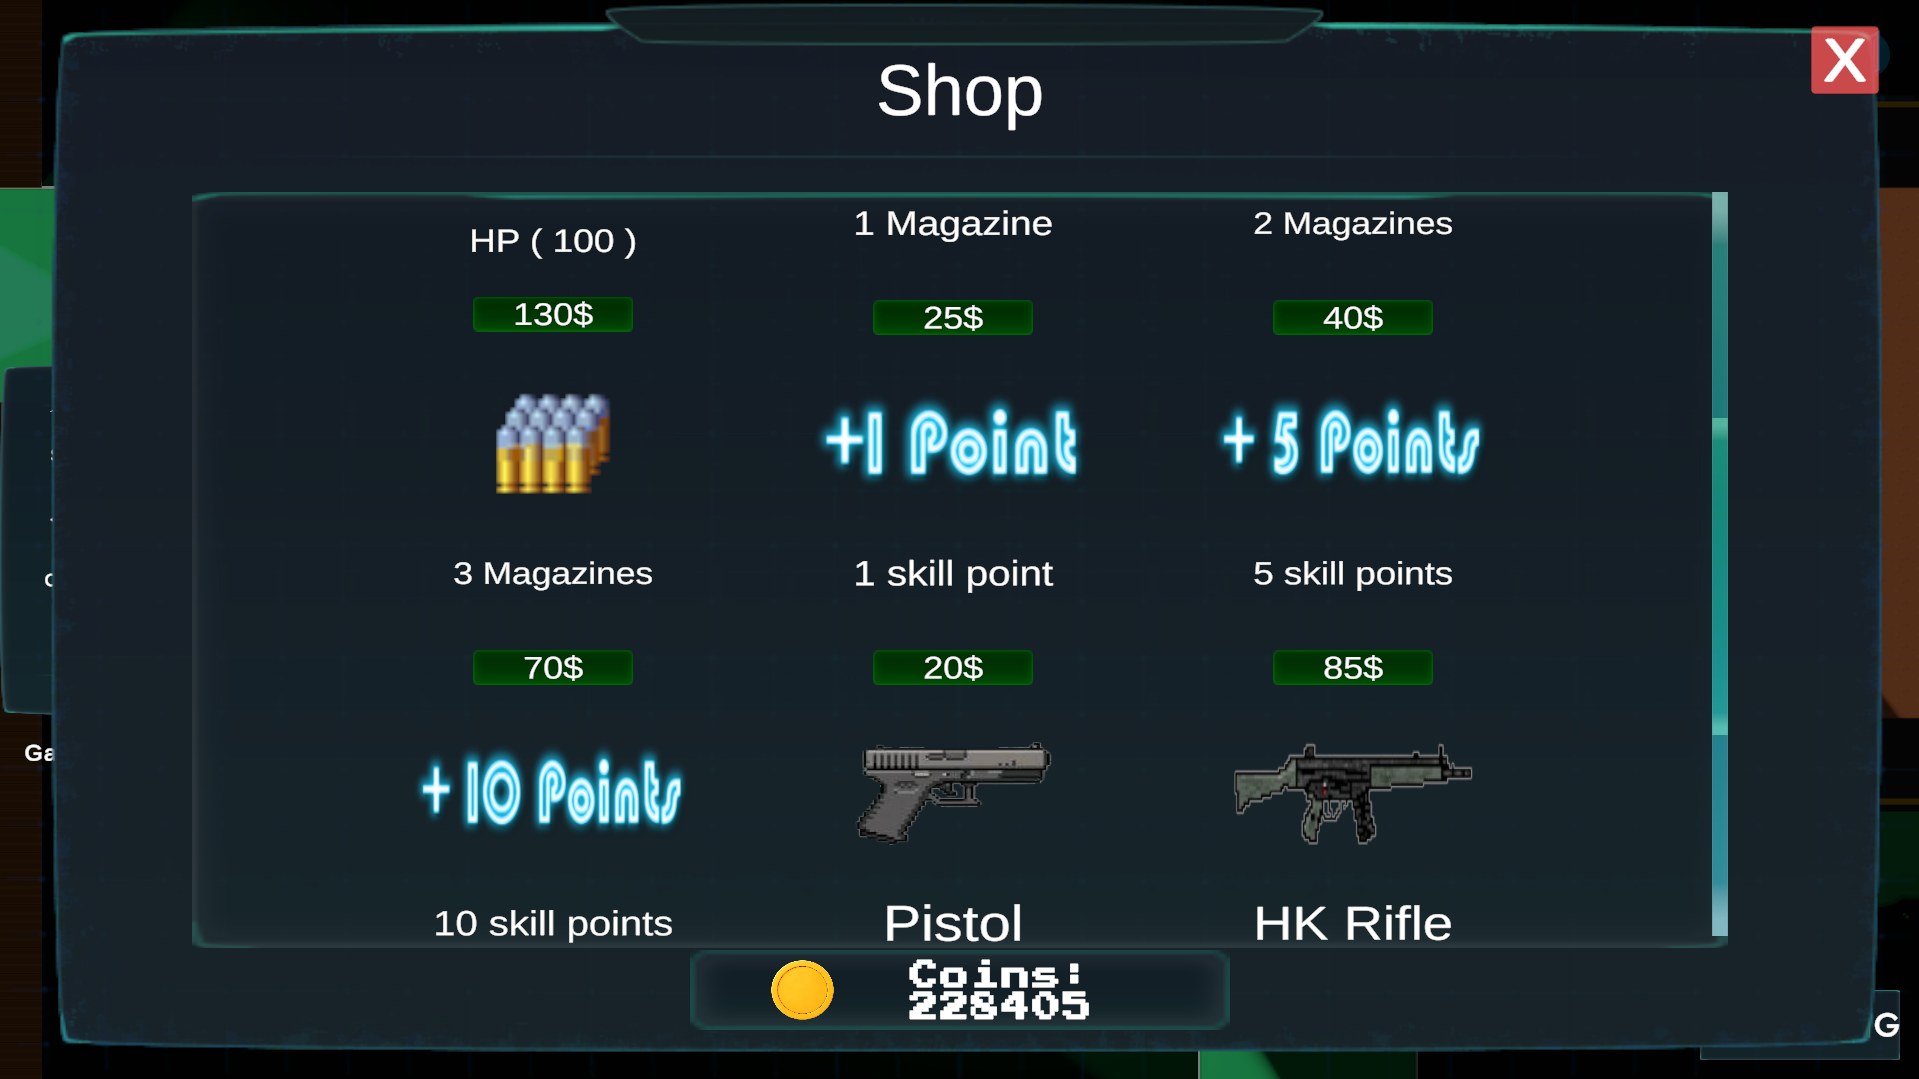 Shop
X
HP ( 100 )
1 Magazine
2 Magazines
130$
25$
40$
+1 Point
+ 5 Points
3 Magazines
1 skill point
5 skill points
70$
20$
85$
+ 10 Points
10 skill points
Pistol
HK Rifle
Coins:
228405
Ga
G